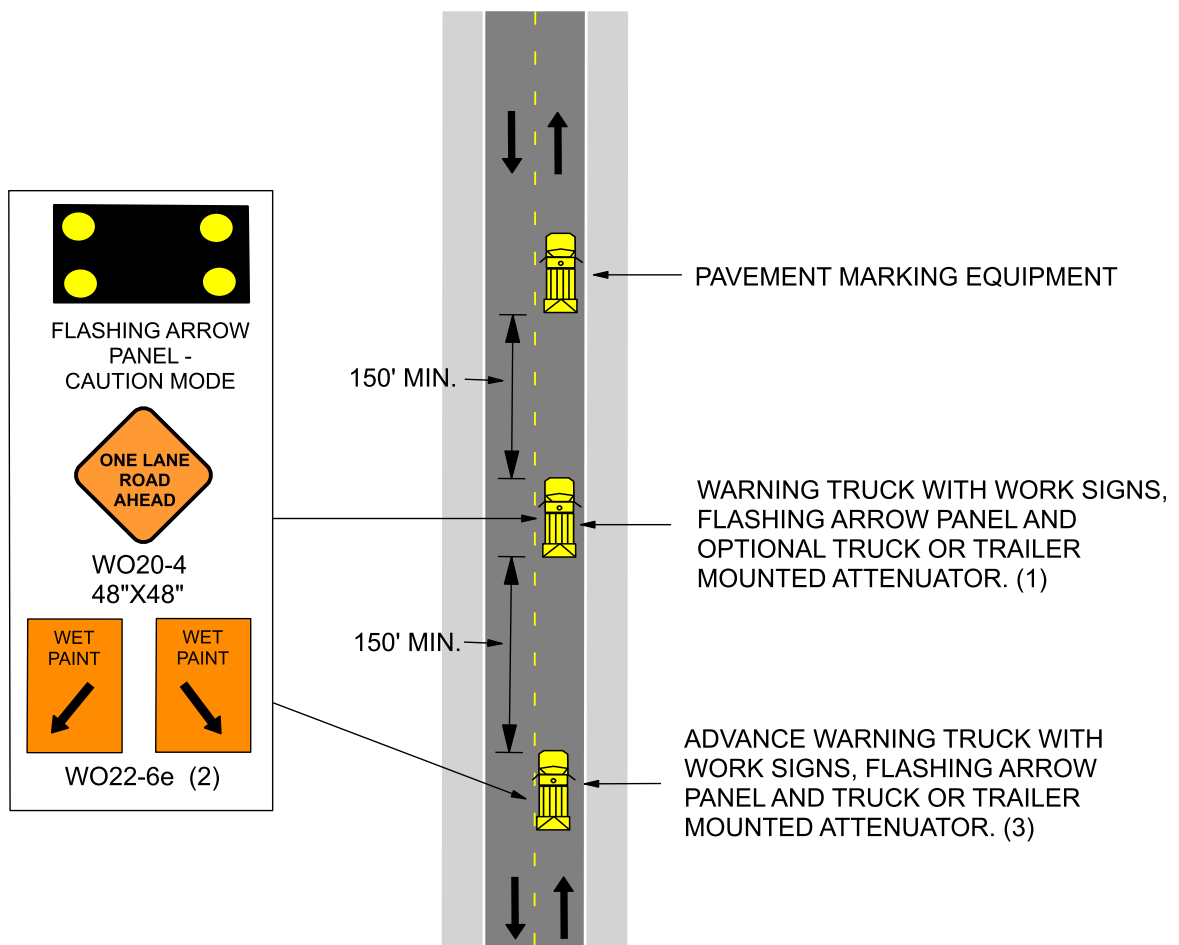 FLASHING ARROW
PANEL -
CAUTION MODE
ONE LANE
ROAD
AHEAD
WO20-4
48"X48"
WET
PAINT
WET
PAINT
WO22-6e (2)
150' MIN.
150' MIN.
PAVEMENT MARKING EQUIPMENT
WARNING TRUCK WITH WORK SIGNS,
FLASHING ARROW PANEL AND
OPTIONAL TRUCK OR TRAILER
MOUNTED ATTENUATOR. (1)
ADVANCE WARNING TRUCK WITH
WORK SIGNS, FLASHING ARROW
PANEL AND TRUCK OR TRAILER
MOUNTED ATTENUATOR. (3)